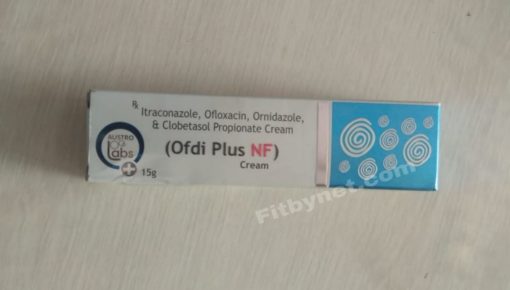 ℞ Itraconazole, Ofloxacin, Ornidazole,
& Clobetasol Propionate Cream
(Ofdi Plus NF)
Cream
15g
AUSTRO
Labs
Fitbynet.com